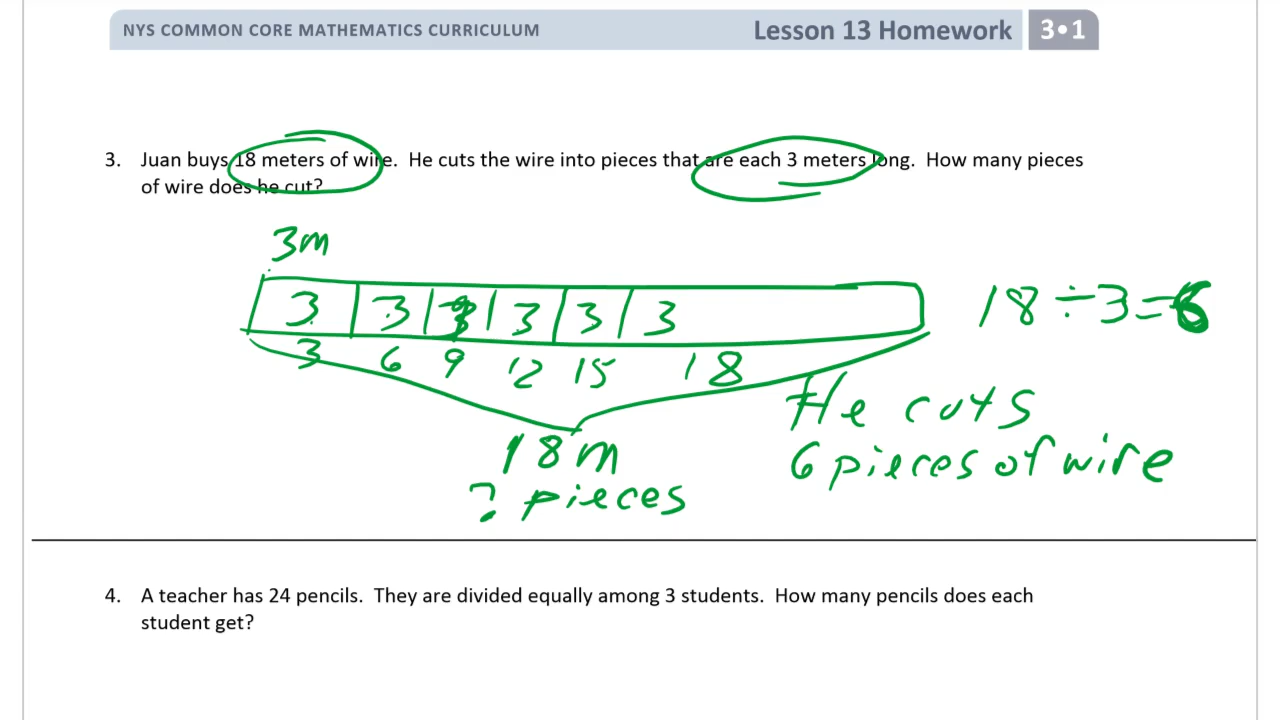 NYS COMMON CORE MATHEMATICS CURRICULUM
Lesson 13 Homework 3•1
3. Juan buys 18 meters of wire. He cuts the wire into pieces that are each 3 meters long. How many pieces
of wire does he cut?
3m
3 3 3 3 3 3
18 ÷ 3 = 6
3 6 9 12 15 18
He cuts
6 pieces of wire
18 m
? pieces
4. A teacher has 24 pencils. They are divided equally among 3 students. How many pencils does each
student get?